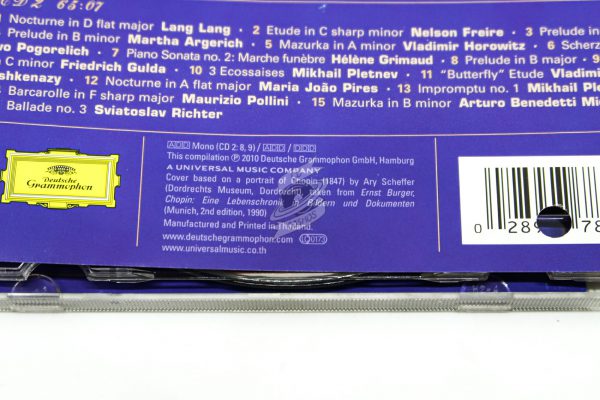 CD 2 65:07
1 Nocturne in D flat major Lang Lang · 2 Etude in C sharp minor Nelson Freire · 3 Prelude in
Prelude in B minor Martha Argerich · 5 Mazurka in A minor Vladimir Horowitz · 6 Scherz
vo Pogorelich · 7 Piano Sonata no. 2: Marche funèbre Hélène Grimaud · 8 Prelude in B major · 9
in C minor Friedrich Gulda · 10 3 Ecossaises Mikhail Pletnev · 11 "Butterfly" Etude Vladimi
shkenazy · 12 Nocturne in A flat major Maria João Pires · 13 Impromptu no. 1 Mikhail Ple
Barcarolle in F sharp major Maurizio Pollini · 15 Mazurka in B minor Arturo Benedetti Mi
Ballade no. 3 Sviatoslav Richter
ADD Mono (CD 2: 8, 9) / ADD / DDD
This compilation ℗ 2010 Deutsche Grammophon GmbH, Hamburg
A UNIVERSAL MUSIC COMPANY
Cover based on a portrait of Chopin (1847) by Ary Scheffer
(Dordrechts Museum, Dordrecht), taken from Ernst Burger,
Chopin: Eine Lebenschronik in Bildern und Dokumenten
(Munich, 2nd edition, 1990)
Manufactured and Printed in Thailand.
www.deutschegrammophon.com LC 0173
www.universalmusic.co.th
Deutsche
Grammophon
0 289 78